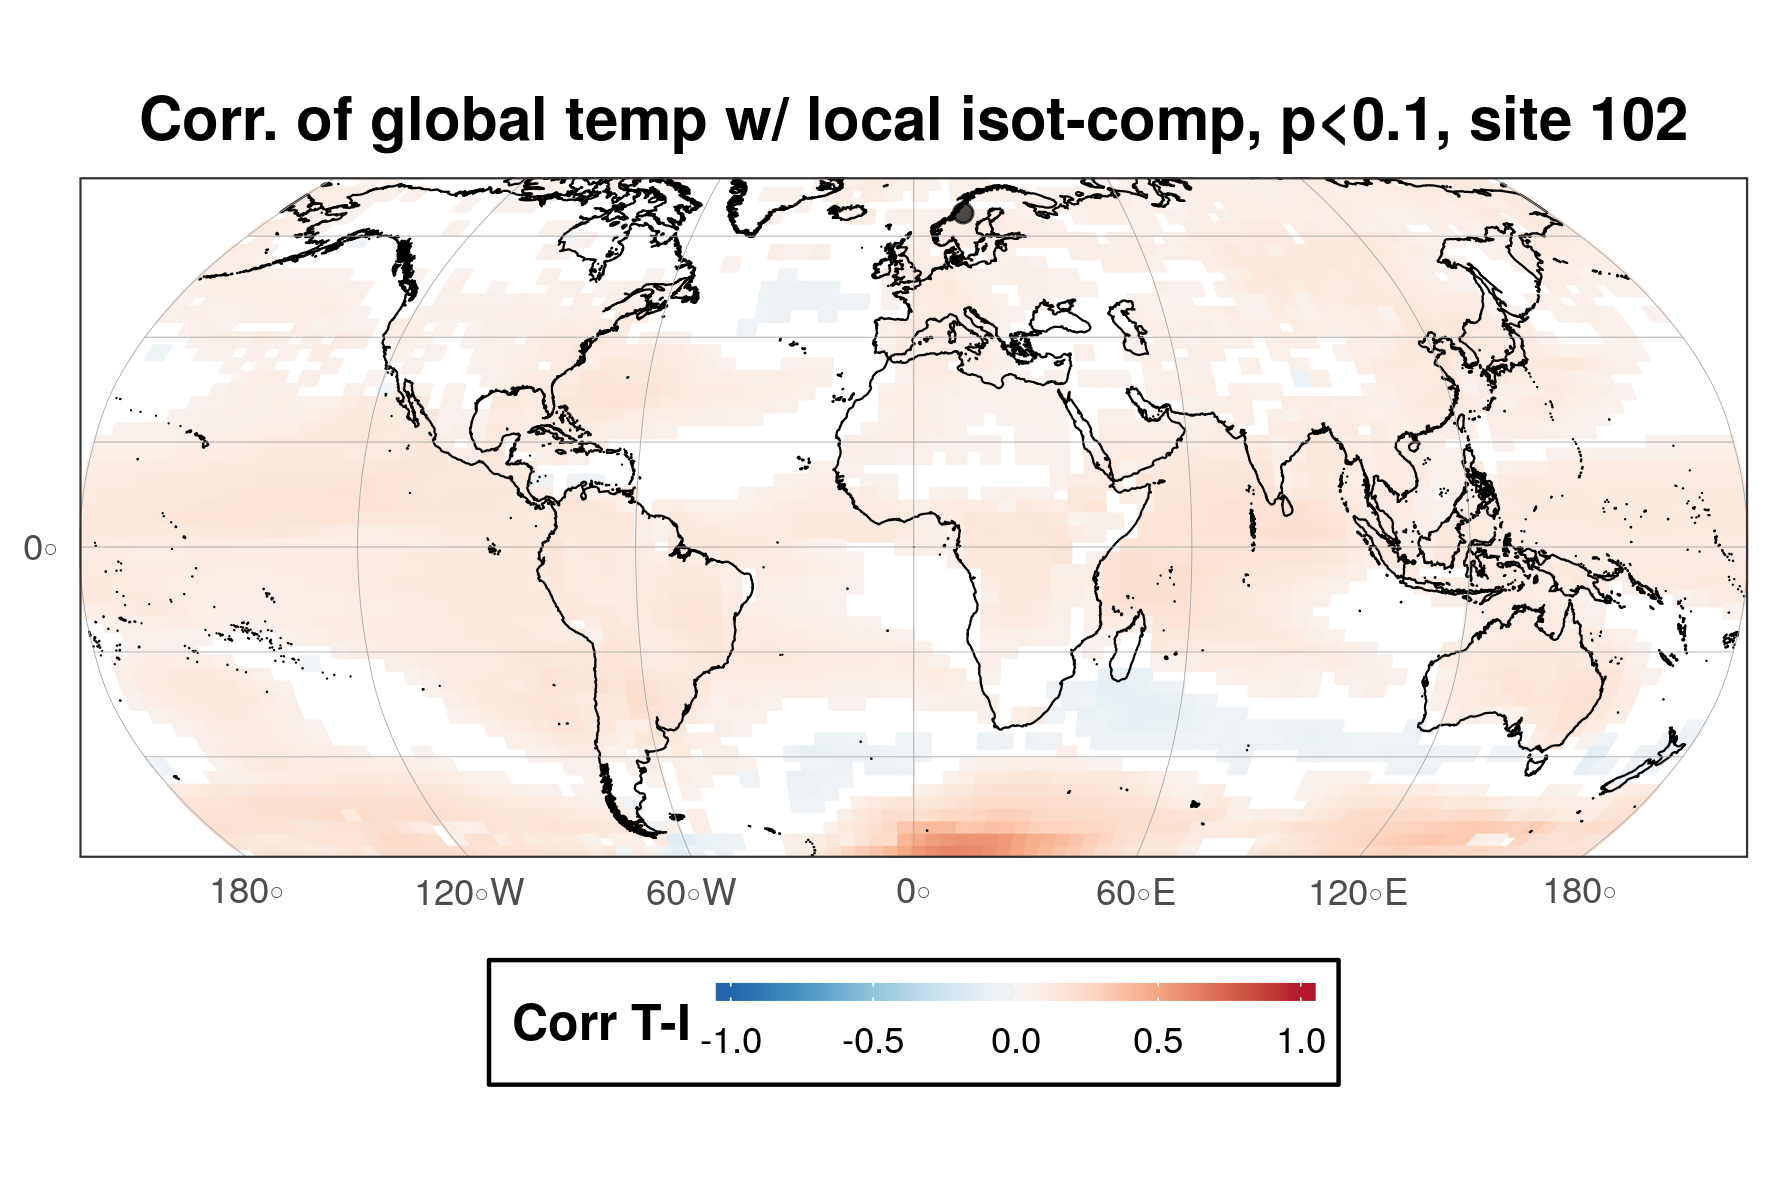 Corr. of global temp w/ local isot-comp, p<0.1, site 102
0°
180° 120°W 60°W 0° 60°E 120°E 180°
Corr T-I
-1.0 -0.5 0.0 0.5 1.0